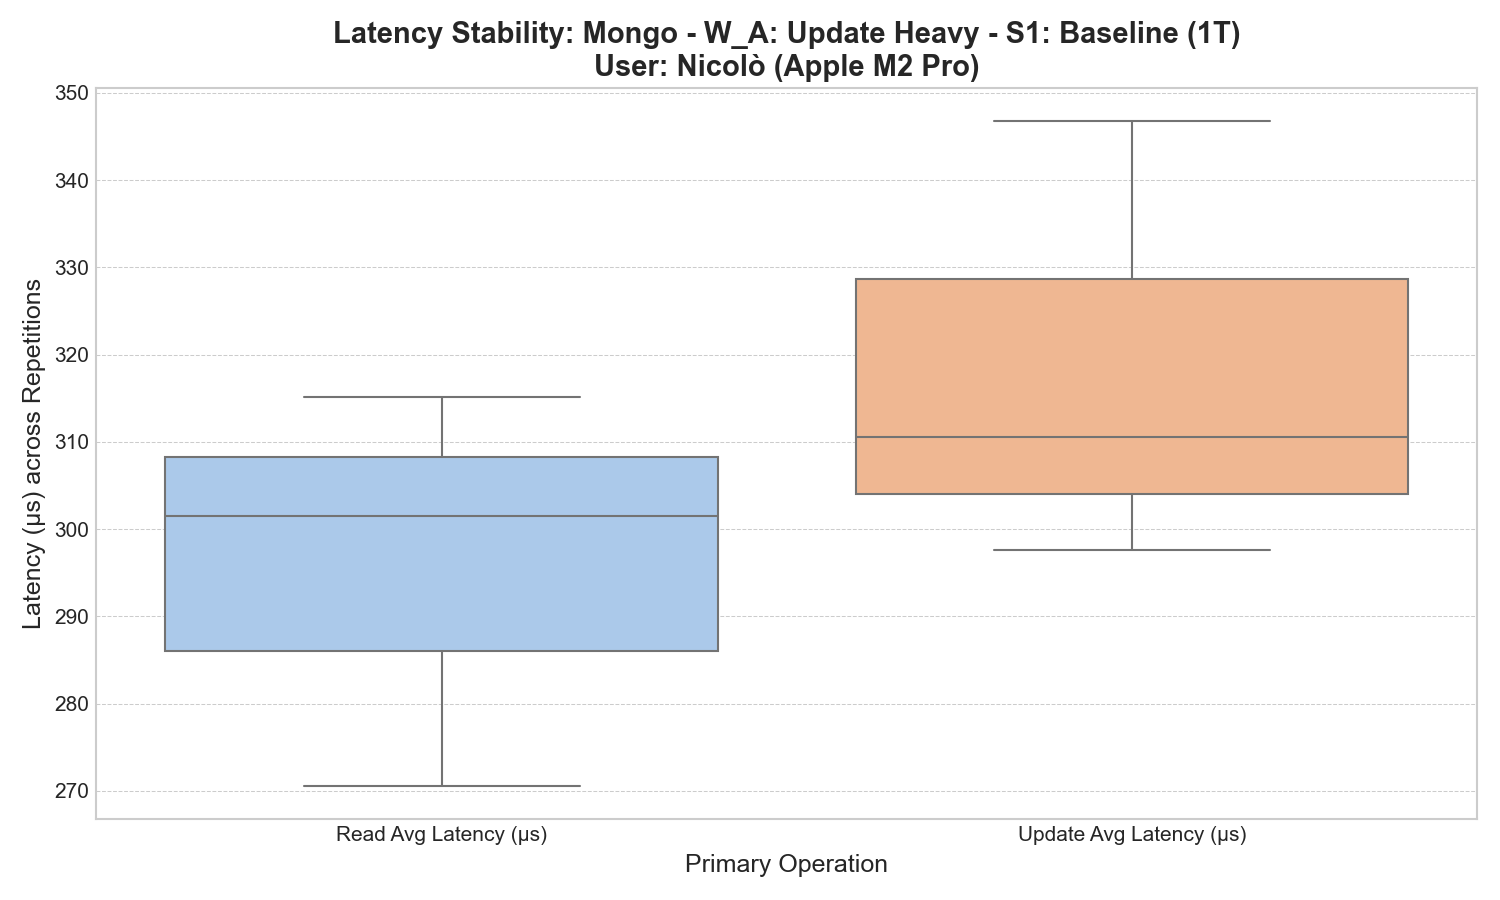 Latency Stability: Mongo - W_A: Update Heavy - S1: Baseline (1T)
User: Nicolò (Apple M2 Pro)
350
340
330
320
310
300
290
280
270
Latency (µs) across Repetitions
Read Avg Latency (µs)
Update Avg Latency (µs)
Primary Operation